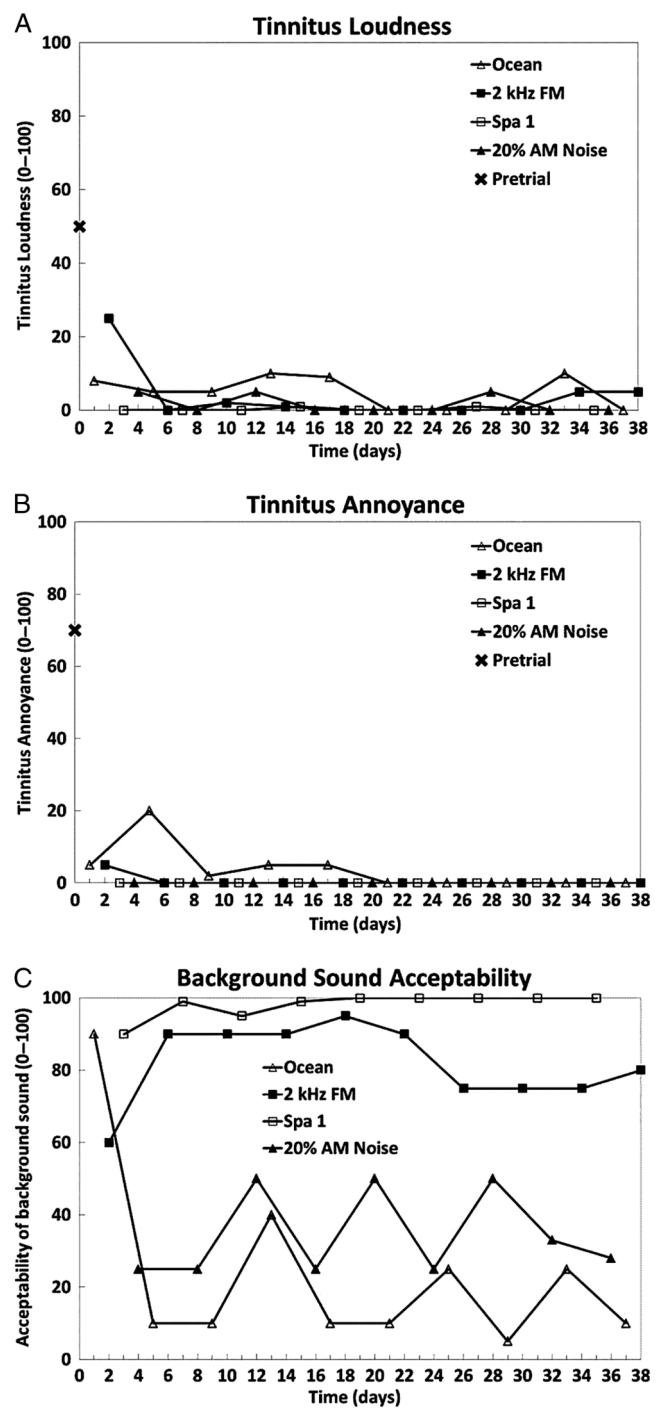 A
Tinnitus Loudness
Tinnitus Loudness (0–100)
100
80
60
40
20
0
Ocean
2 kHz FM
Spa 1
20% AM Noise
Pretrial
0 2 4 6 8 10 12 14 16 18 20 22 24 26 28 30 32 34 36 38
Time (days)
B
Tinnitus Annoyance
Tinnitus Annoyance (0–100)
100
80
60
40
20
0
Ocean
2 kHz FM
Spa 1
20% AM Noise
Pretrial
0 2 4 6 8 10 12 14 16 18 20 22 24 26 28 30 32 34 36 38
Time (days)
C
Background Sound Acceptability
Acceptability of background sound (0–100)
100
80
60
40
20
0
Ocean
2 kHz FM
Spa 1
20% AM Noise
0 2 4 6 8 10 12 14 16 18 20 22 24 26 28 30 32 34 36 38
Time (days)